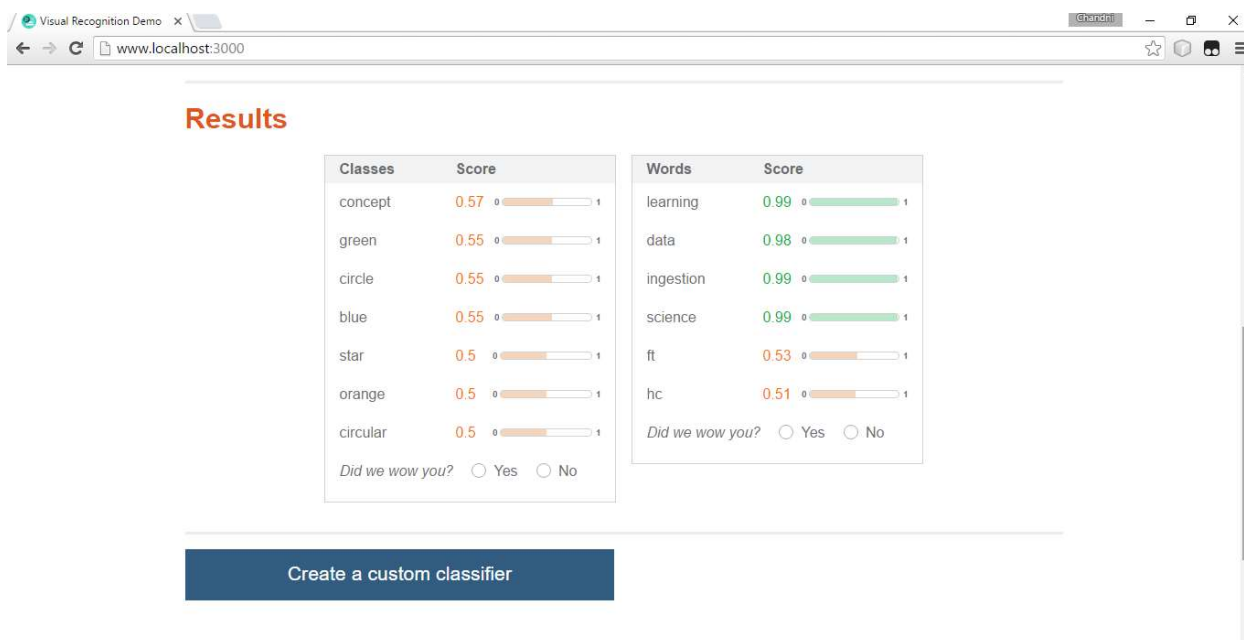 Visual Recognition Demo
Chandni
www.localhost:3000
Results
Classes Score
concept 0.57 0 1
green 0.55 0 1
circle 0.55 0 1
blue 0.55 0 1
star 0.5 0 1
orange 0.5 0 1
circular 0.5 0 1
Did we wow you? Yes No
Words Score
learning 0.99 0 1
data 0.98 0 1
ingestion 0.99 0 1
science 0.99 0 1
ft 0.53 0 1
hc 0.51 0 1
Did we wow you? Yes No
Create a custom classifier